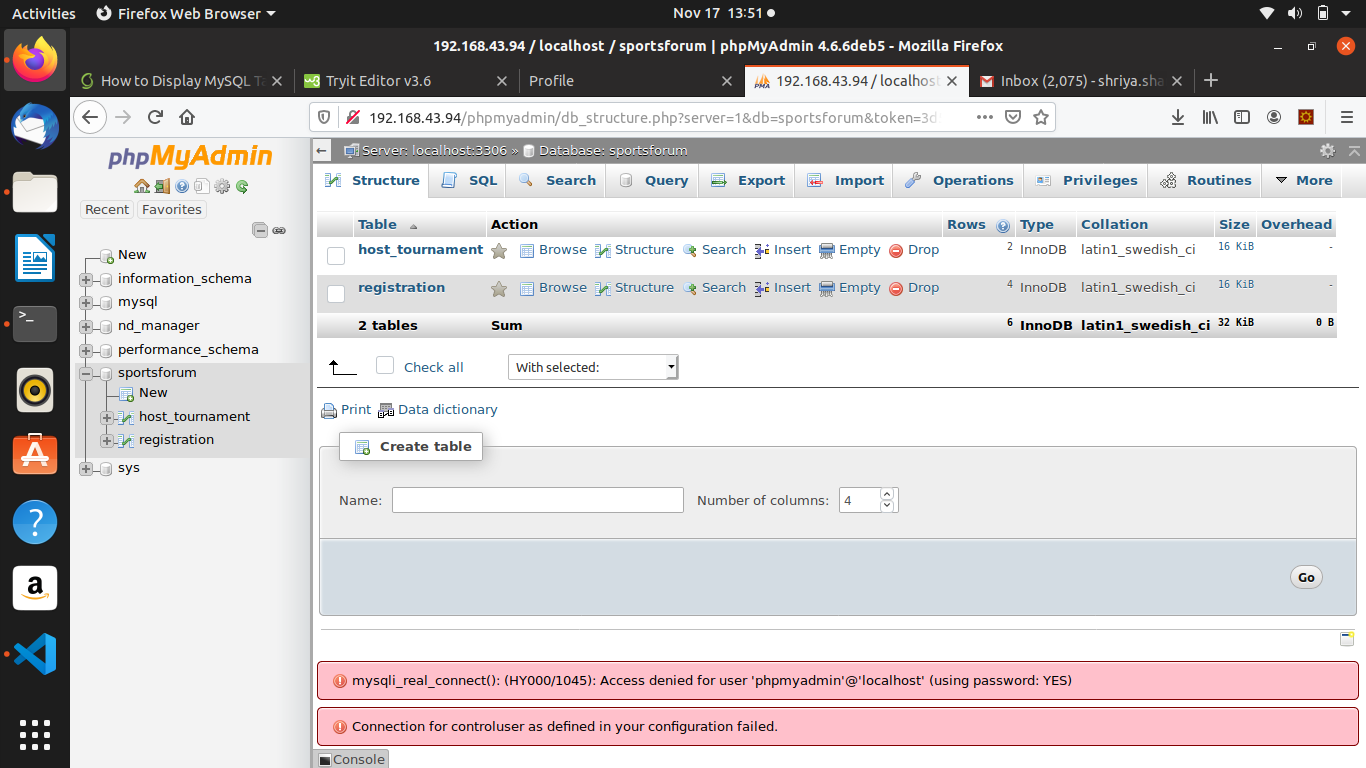 Activities Firefox Web Browser Nov 17 13:51
192.168.43.94 / localhost / sportsforum | phpMyAdmin 4.6.6deb5 - Mozilla Firefox
How to Display MySQL Ta Tryit Editor v3.6 Profile 192.168.43.94 / localhost Inbox (2,075) - shriya.sha
192.168.43.94/phpmyadmin/db_structure.php?server=1&db=sportsforum&token=3d
phpMyAdmin
Recent Favorites
New
information_schema
mysql
nd_manager
performance_schema
sportsforum
New
host_tournament
registration
sys
Server: localhost:3306 » Database: sportsforum
Structure SQL Search Query Export Import Operations Privileges Routines More
Table Action Rows Type Collation Size Overhead
host_tournament Browse Structure Search Insert Empty Drop 2 InnoDB latin1_swedish_ci 16 KiB -
registration Browse Structure Search Insert Empty Drop 4 InnoDB latin1_swedish_ci 16 KiB -
2 tables Sum 6 InnoDB latin1_swedish_ci 32 KiB 0 B
Check all With selected:
Print Data dictionary
Create table
Name: Number of columns: 4
Go
mysqli_real_connect(): (HY000/1045): Access denied for user 'phpmyadmin'@'localhost' (using password: YES)
Connection for controluser as defined in your configuration failed.
Console